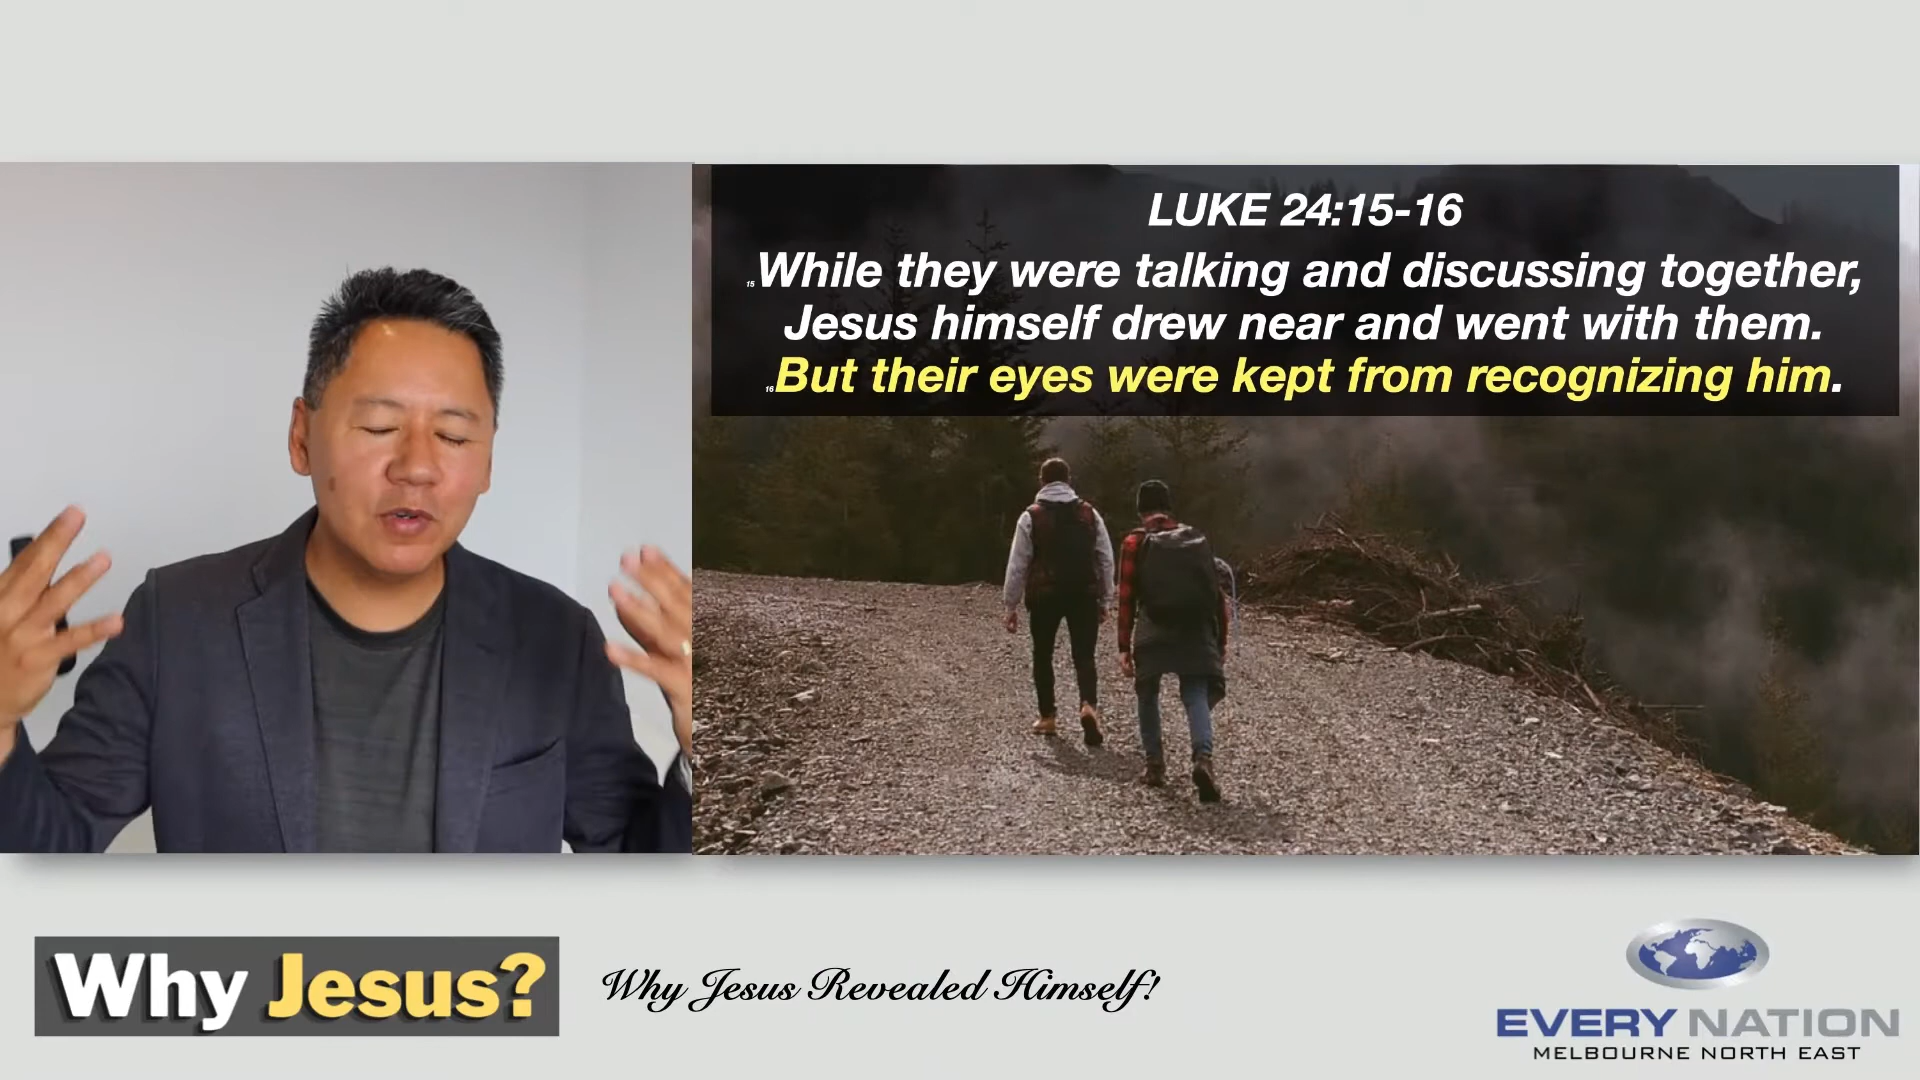 LUKE 24:15-16
15While they were talking and discussing together,
Jesus himself drew near and went with them.
16But their eyes were kept from recognizing him.
Why Jesus?
Why Jesus Revealed Himself!
EVERY NATION
MELBOURNE NORTH EAST